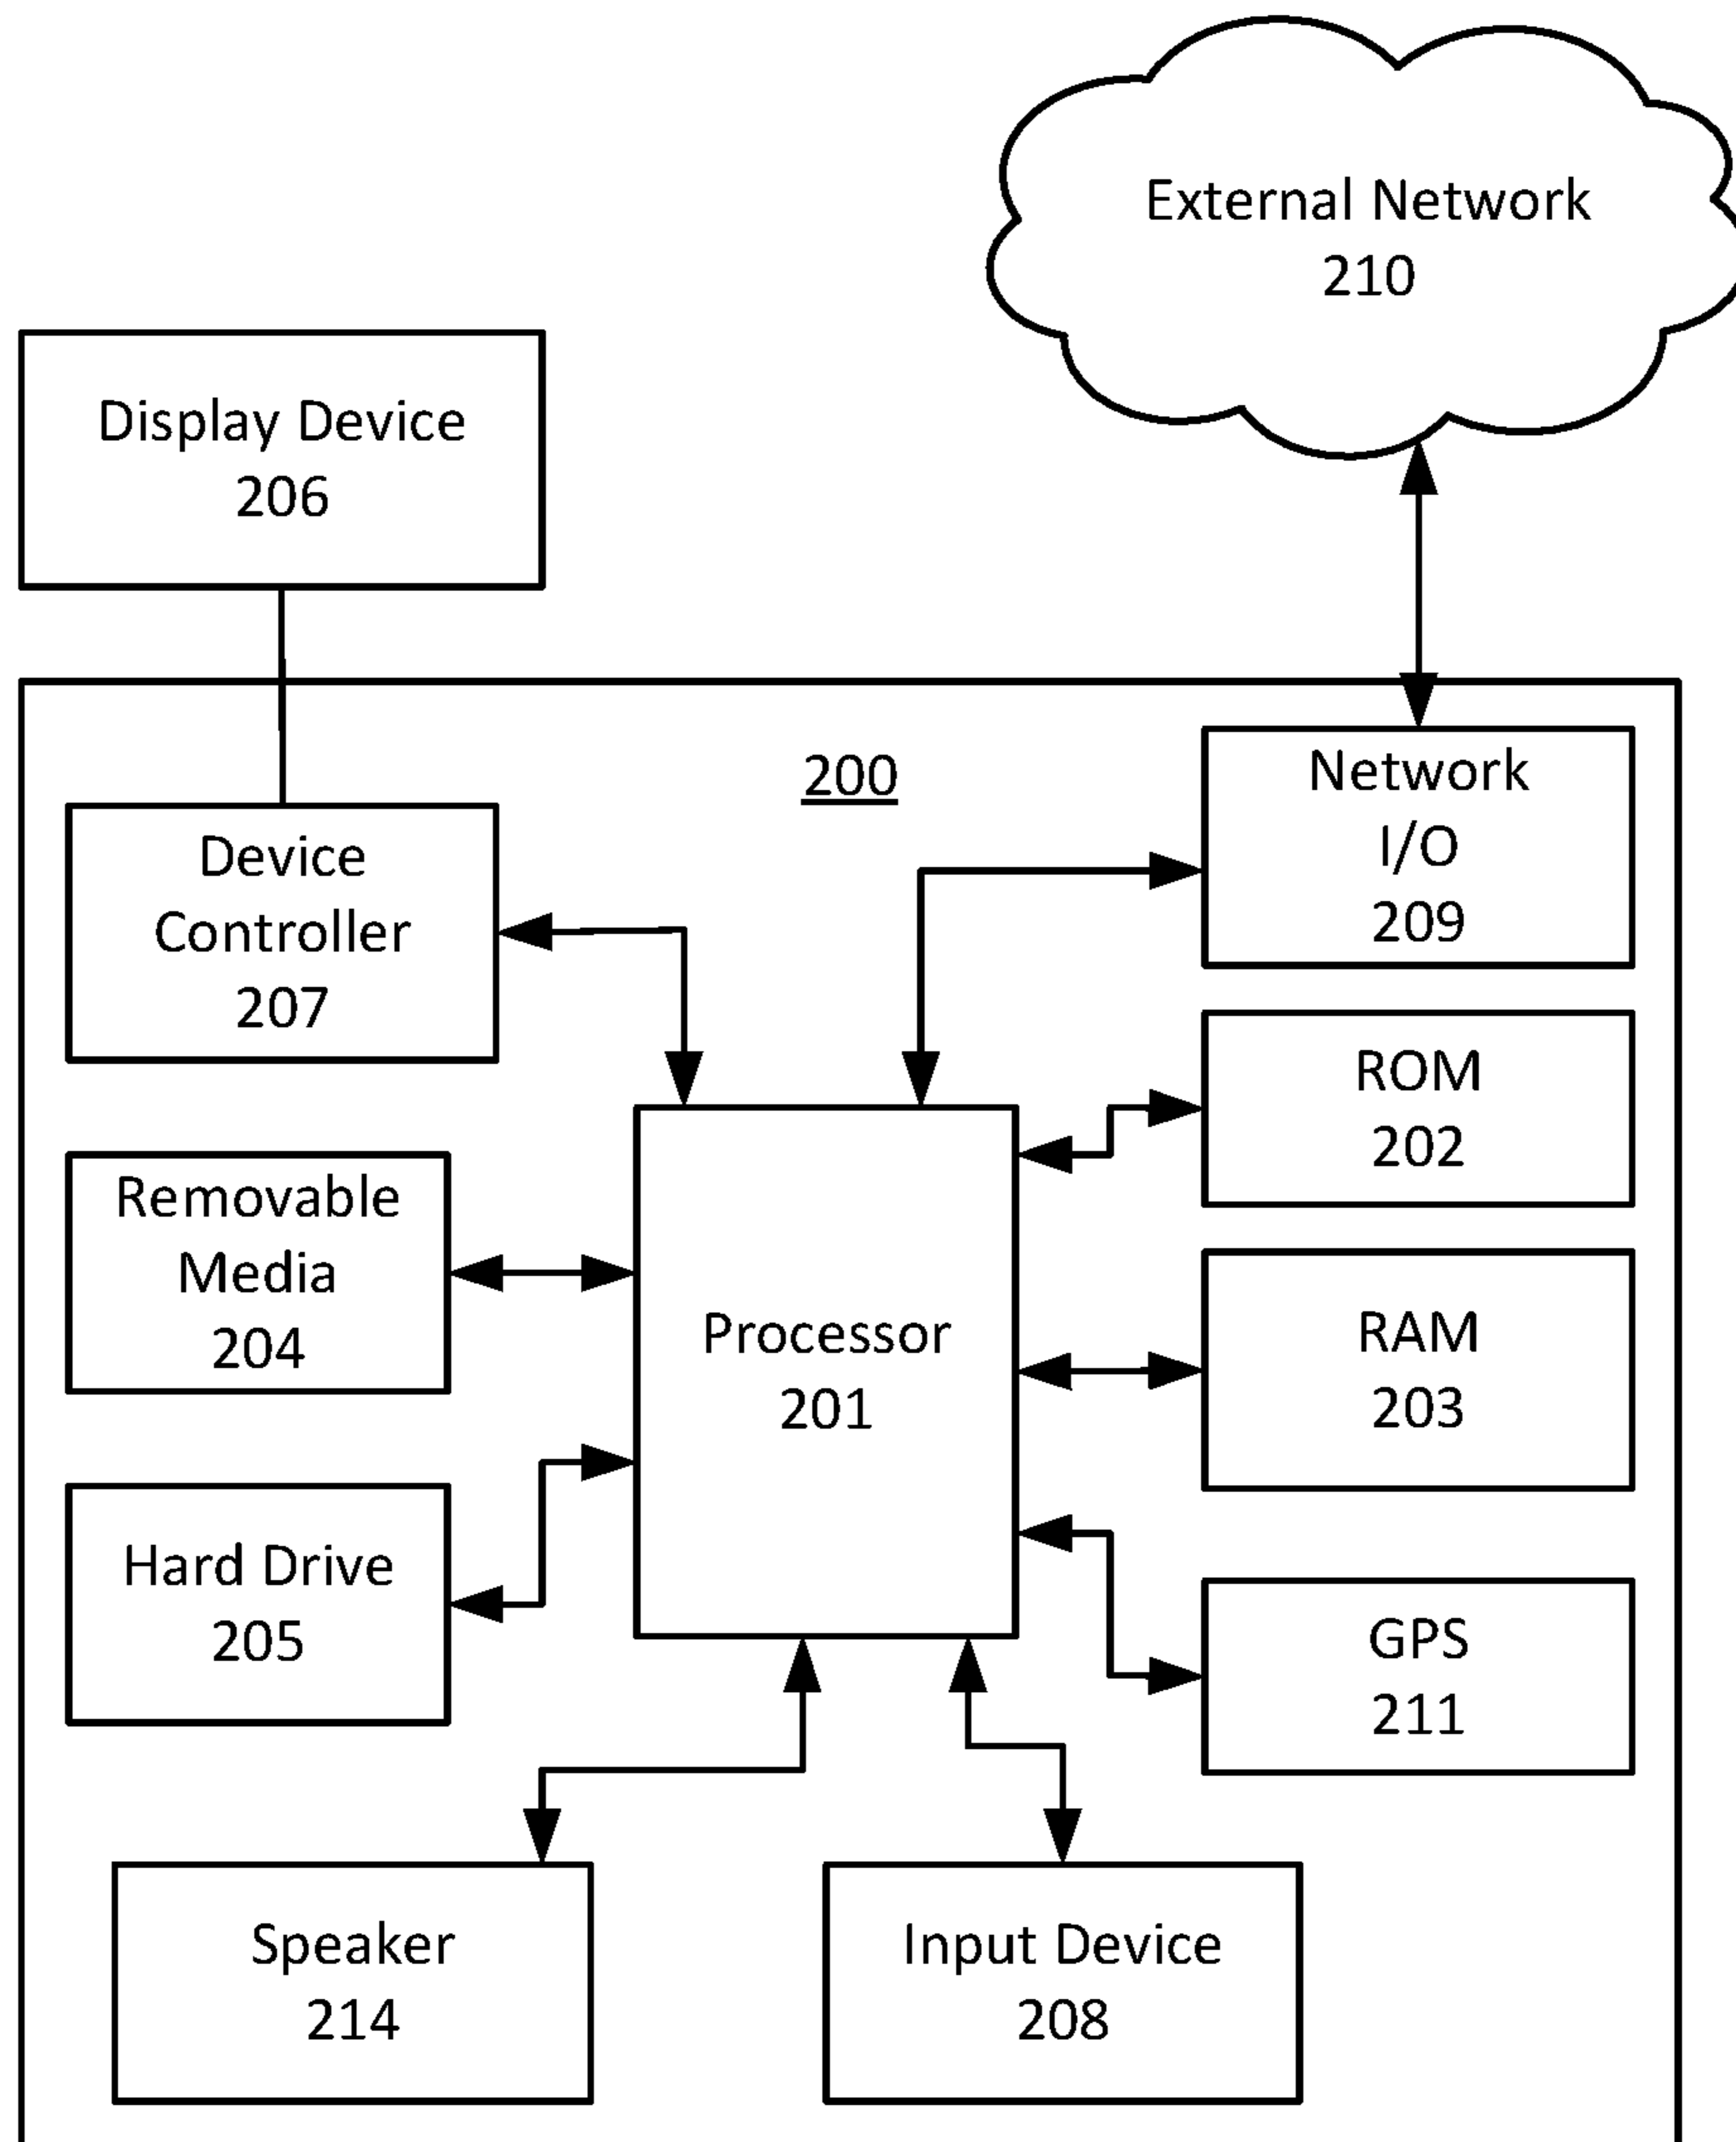 External Network
210
Display Device
206
200
Network
I/O
209
Device
Controller
207
ROM
202
Removable
Media
204
Processor
201
RAM
203
Hard Drive
205
GPS
211
Speaker
214
Input Device
208